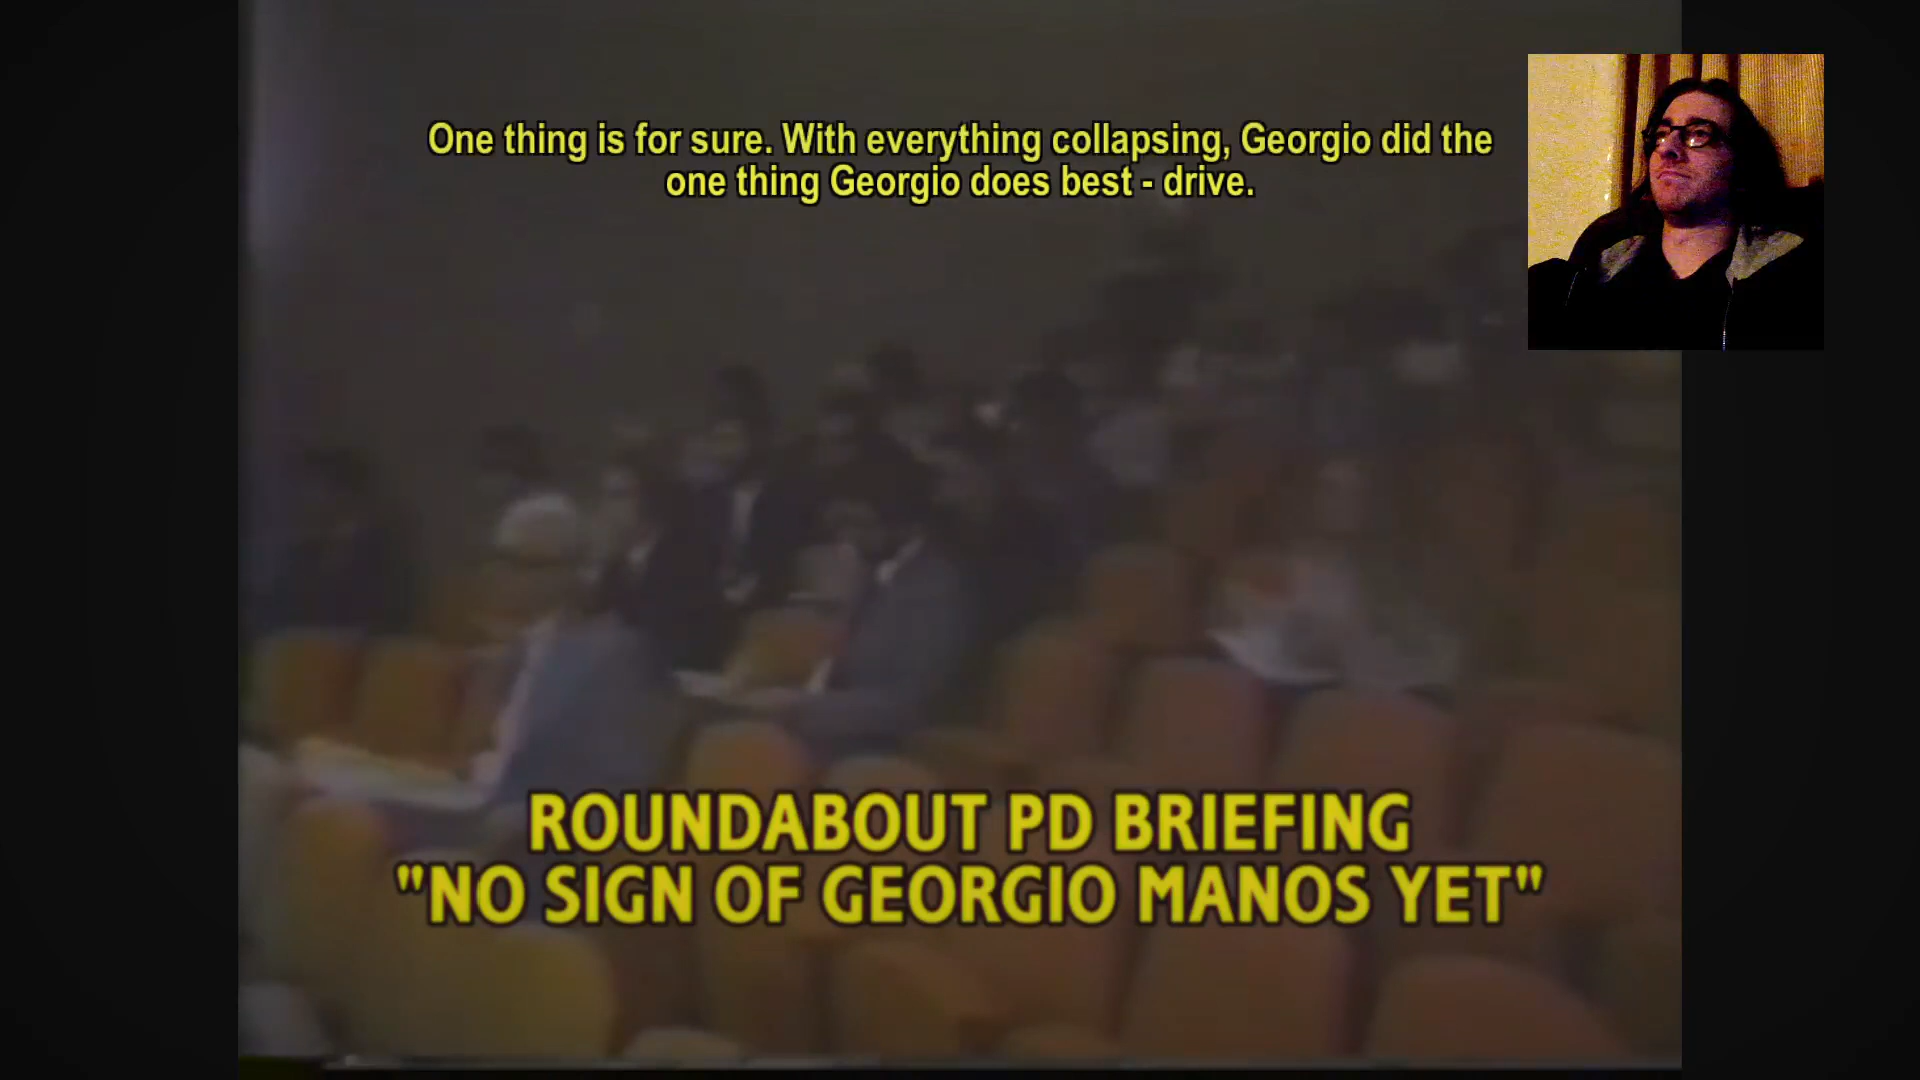 One thing is for sure. With everything collapsing, Georgio did the
one thing Georgio does best - drive.
ROUNDABOUT PD BRIEFING
"NO SIGN OF GEORGIO MANOS YET"